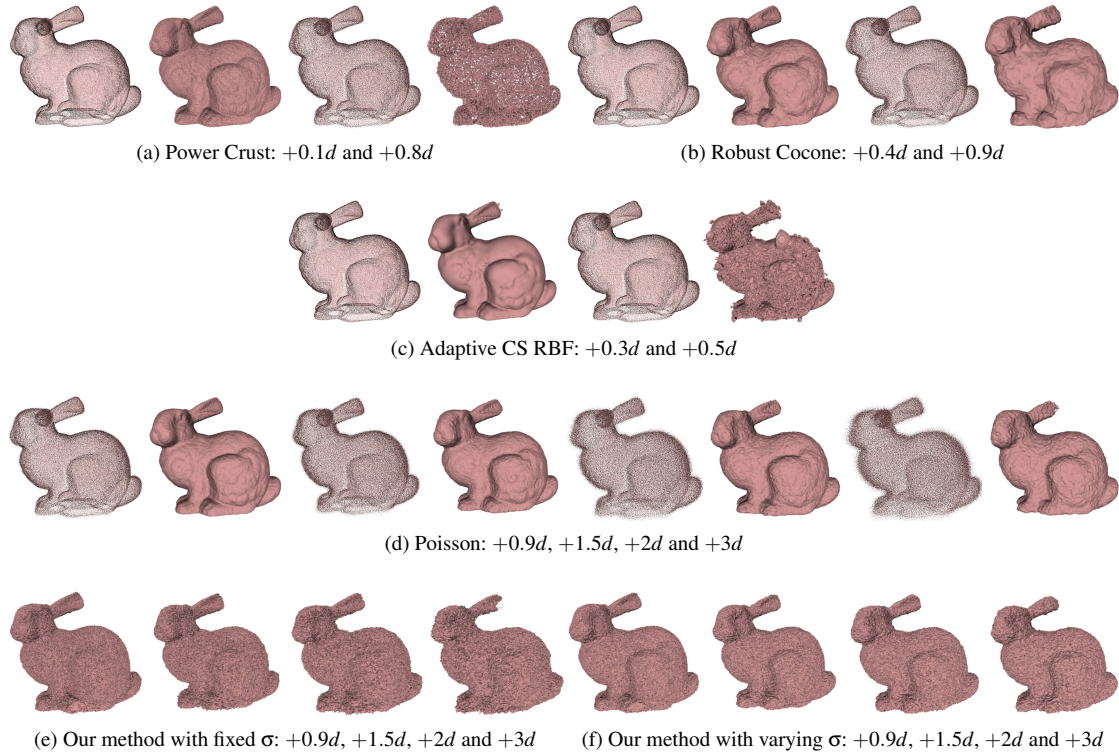 (a) Power Crust: +0.1d and +0.8d
(b) Robust Cocone: +0.4d and +0.9d
(c) Adaptive CS RBF: +0.3d and +0.5d
(d) Poisson: +0.9d, +1.5d, +2d and +3d
(e) Our method with fixed σ: +0.9d, +1.5d, +2d and +3d
(f) Our method with varying σ: +0.9d, +1.5d, +2d and +3d